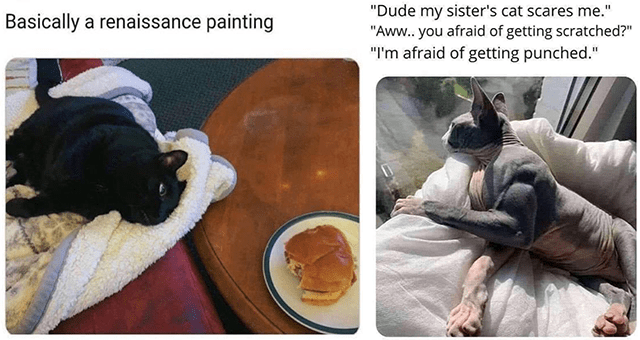 Basically a renaissance painting
"Dude my sister's cat scares me."
"Aww.. you afraid of getting scratched?"
"I'm afraid of getting punched."